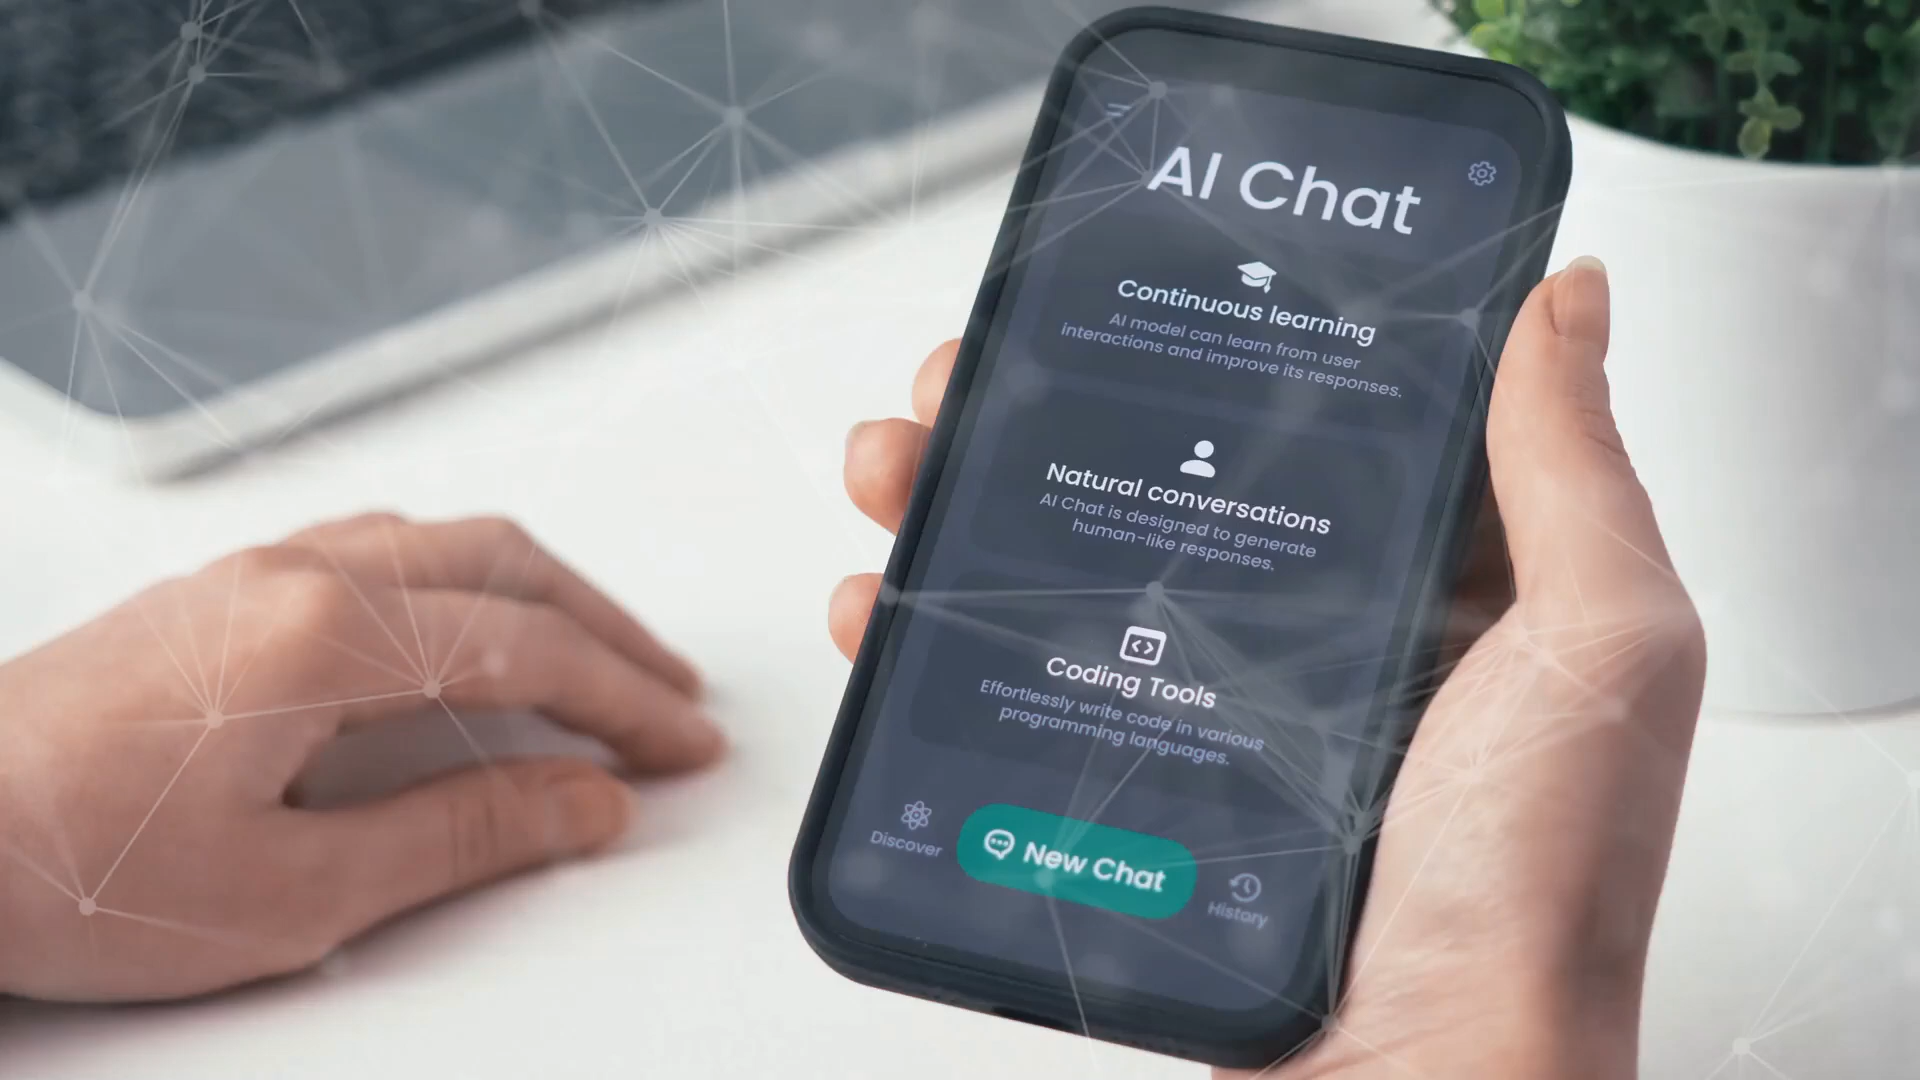 AI Chat
Continuous learning
AI model can learn from user
interactions and improve its responses.
Natural conversations
AI Chat is designed to generate
human-like responses.
Coding Tools
Effortlessly write code in various
programming languages.
Discover
New Chat
History